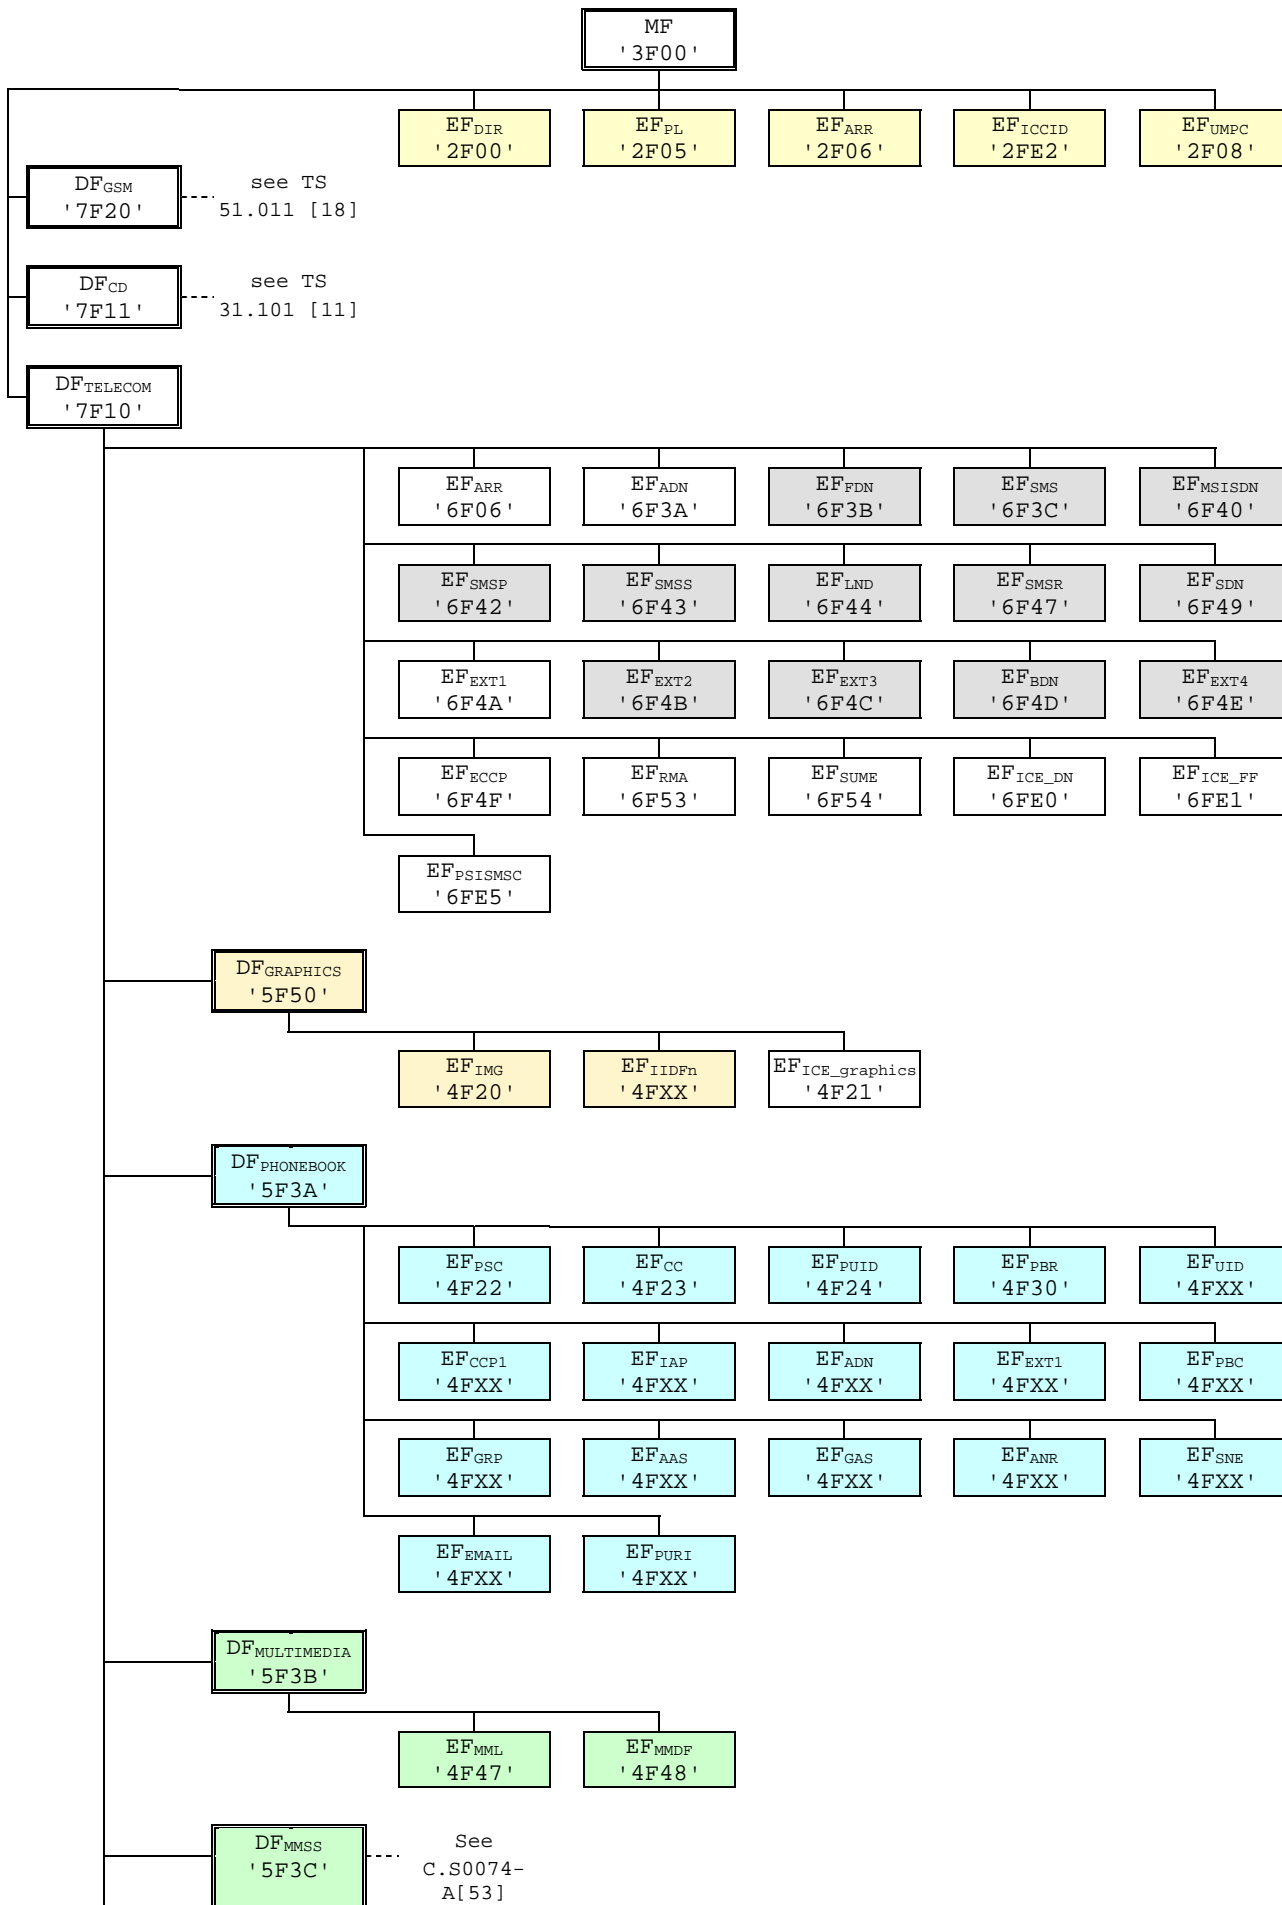 MF
'3F00'
EFDIR
'2F00'
EFPL
'2F05'
EFARR
'2F06'
EFICCID
'2FE2'
EFUMPC
'2F08'
DFGSM
'7F20'
see TS
51.011 [18]
DFCD
'7F11'
see TS
31.101 [11]
DFTELECOM
'7F10'
EFARR
'6F06'
EFADN
'6F3A'
EFFDN
'6F3B'
EFSMS
'6F3C'
EFMSISDN
'6F40'
EFSMSP
'6F42'
EFSMSS
'6F43'
EFLND
'6F44'
EFSMSR
'6F47'
EFSDN
'6F49'
EFEXT1
'6F4A'
EFEXT2
'6F4B'
EFEXT3
'6F4C'
EFBDN
'6F4D'
EFEXT4
'6F4E'
EFECCP
'6F4F'
EFRMA
'6F53'
EFSUME
'6F54'
EFICE_DN
'6FE0'
EFICE_FF
'6FE1'
EFPSISMSC
'6FE5'
DFGRAPHICS
'5F50'
EFIMG
'4F20'
EFIIDFn
'4FXX'
EFICE_graphics
'4F21'
DFPHONEBOOK
'5F3A'
EFPSC
'4F22'
EFCC
'4F23'
EFPUID
'4F24'
EFPBR
'4F30'
EFUID
'4FXX'
EFCCP1
'4FXX'
EFIAP
'4FXX'
EFADN
'4FXX'
EFEXT1
'4FXX'
EFPBC
'4FXX'
EFGRP
'4FXX'
EFAAS
'4FXX'
EFGAS
'4FXX'
EFANR
'4FXX'
EFSNE
'4FXX'
EFEMAIL
'4FXX'
EFPURI
'4FXX'
DFMULTIMEDIA
'5F3B'
EFMML
'4F47'
EFMMDF
'4F48'
DFMMSS
'5F3C'
See
C.S0074-
A[53]